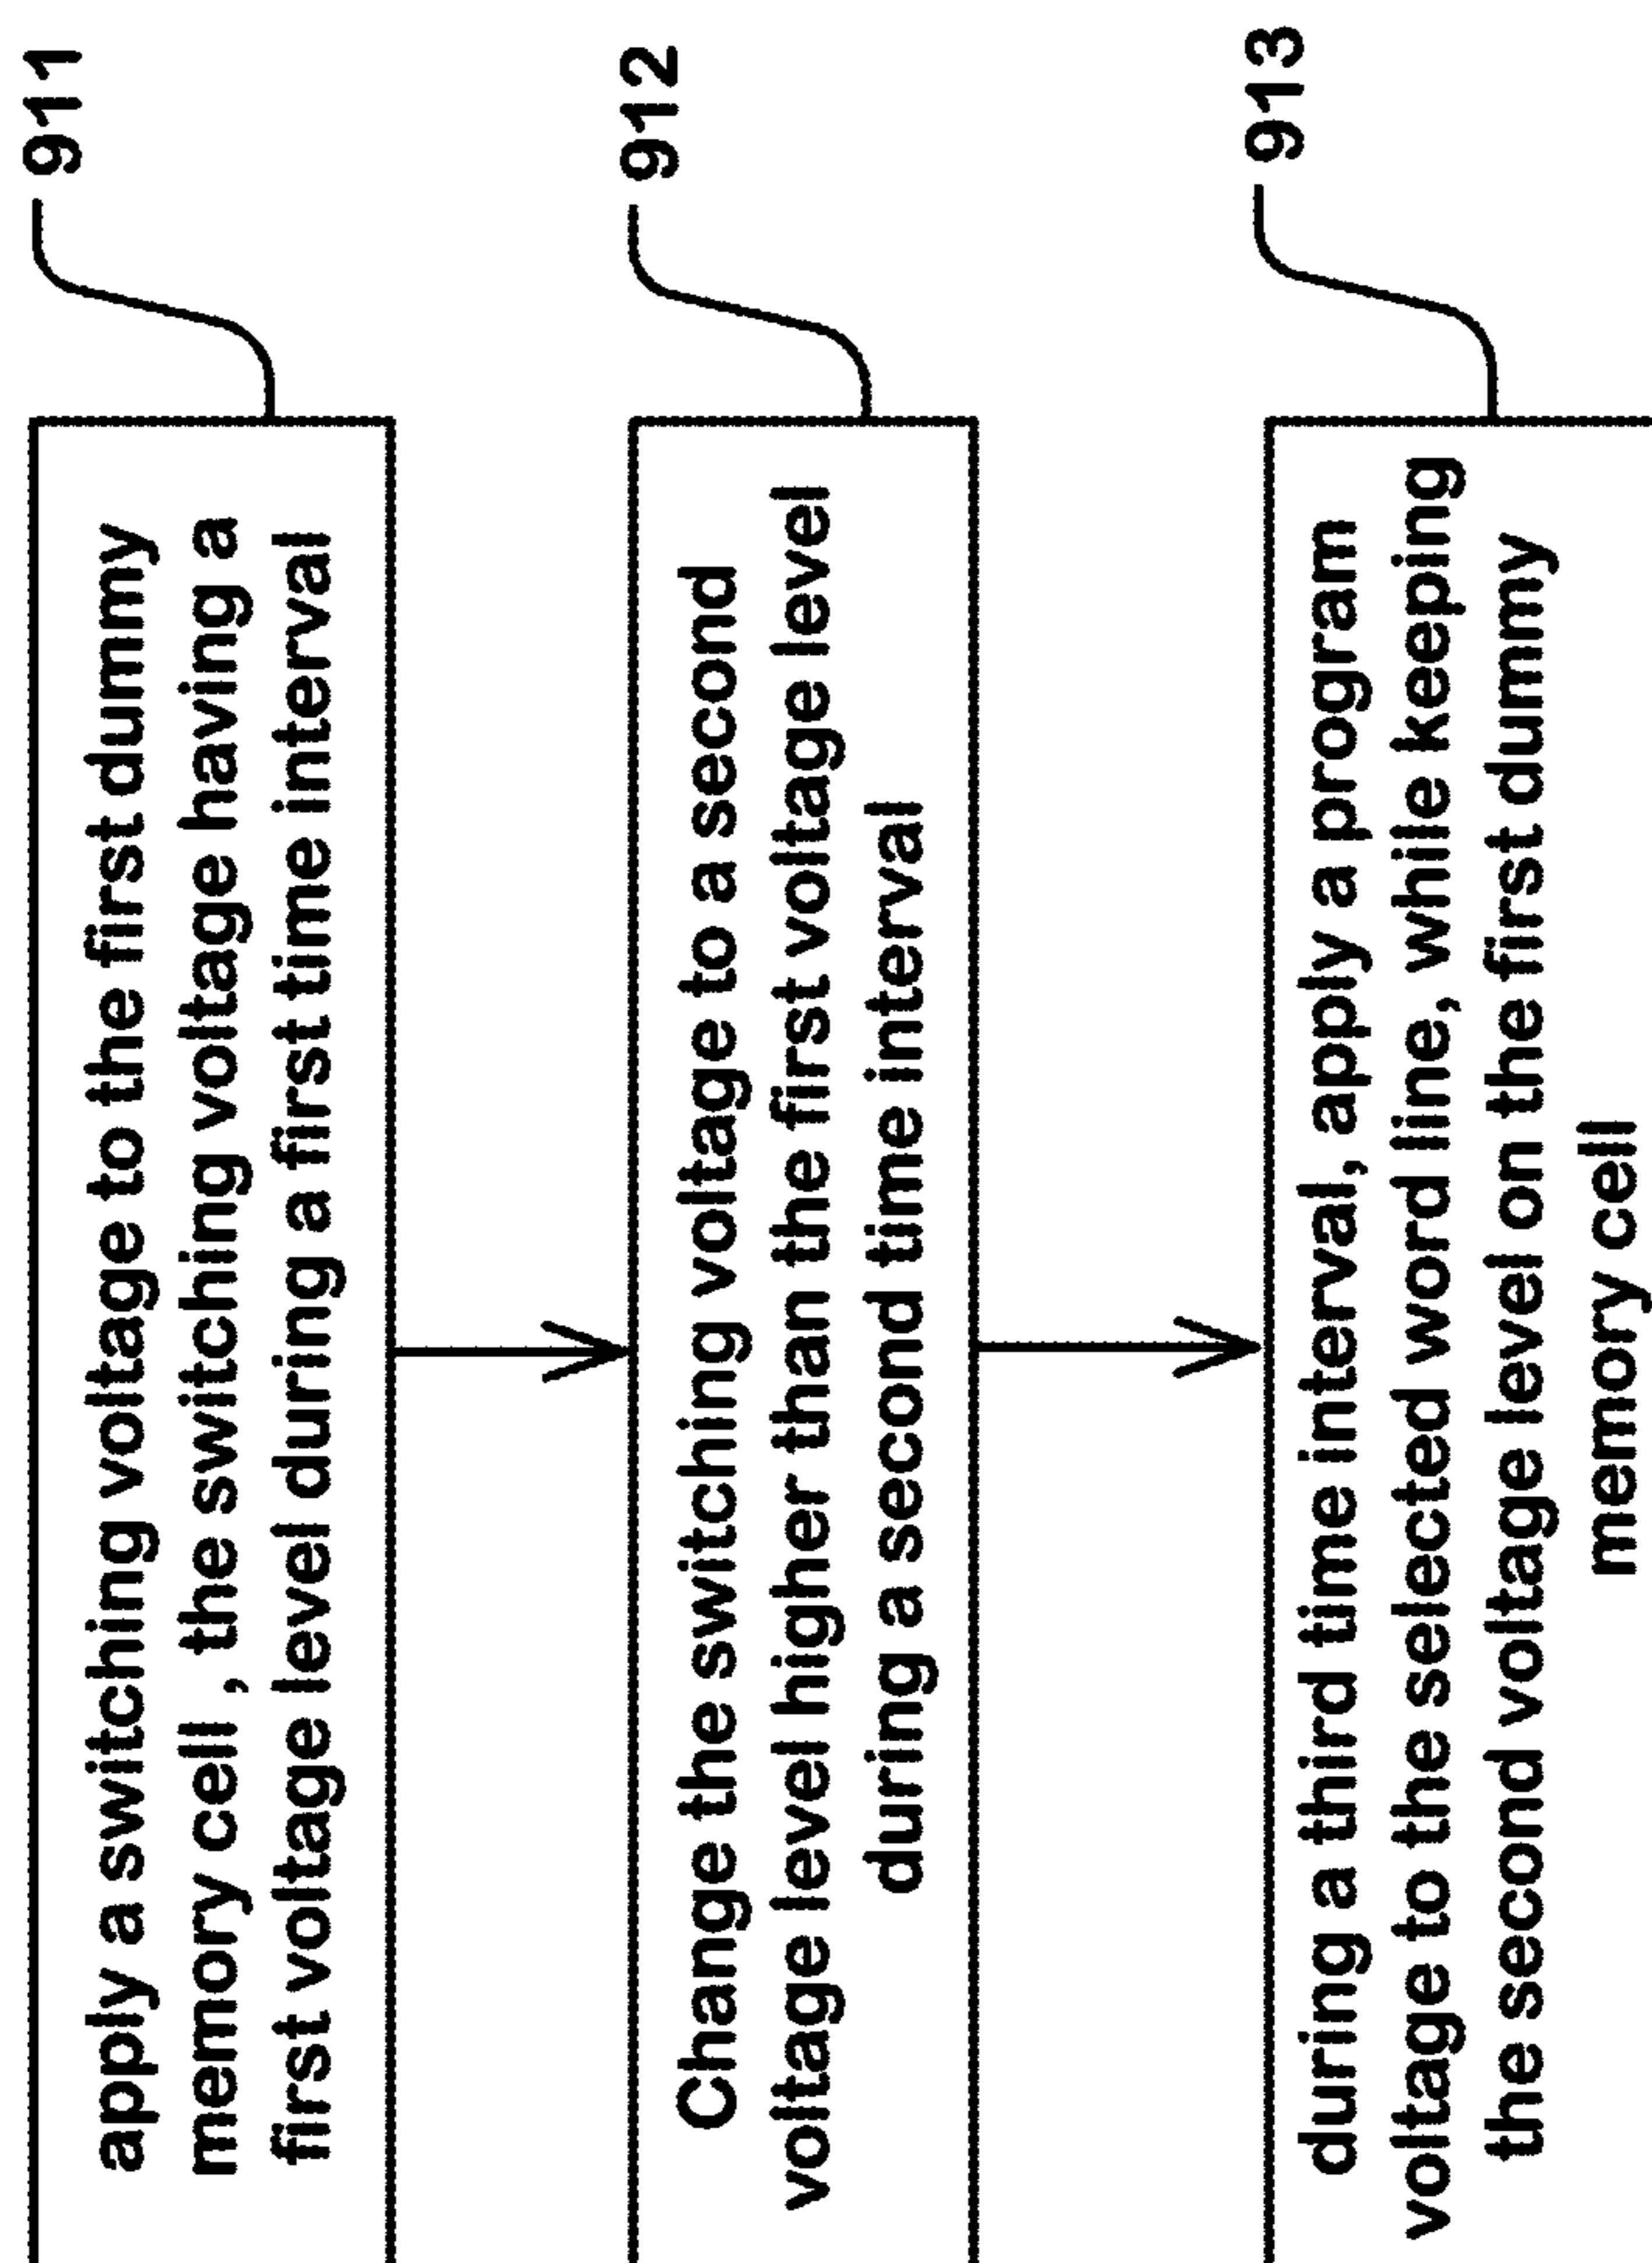 apply a switching voltage to the first dummy
memory cell , the switching voltage having a
first voltage level during a first time interval
911
Change the switching voltage to a second
voltage level higher than the first voltage level
during a second time interval
912
during a third time interval, apply a program
voltage to the selected word line, while keeping
the second voltage level on the first dummy
memory cell
913